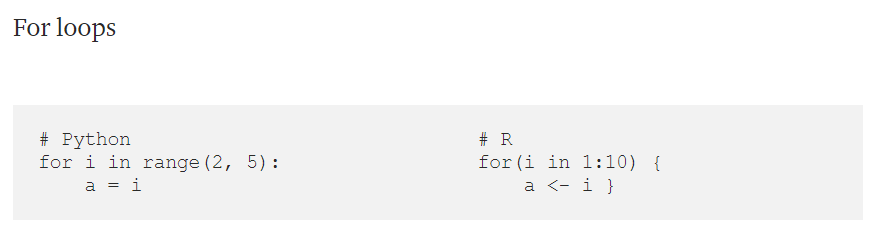 For loops
# Python
for i in range(2, 5):
    a = i
# R
for(i in 1:10) {
    a <- i }